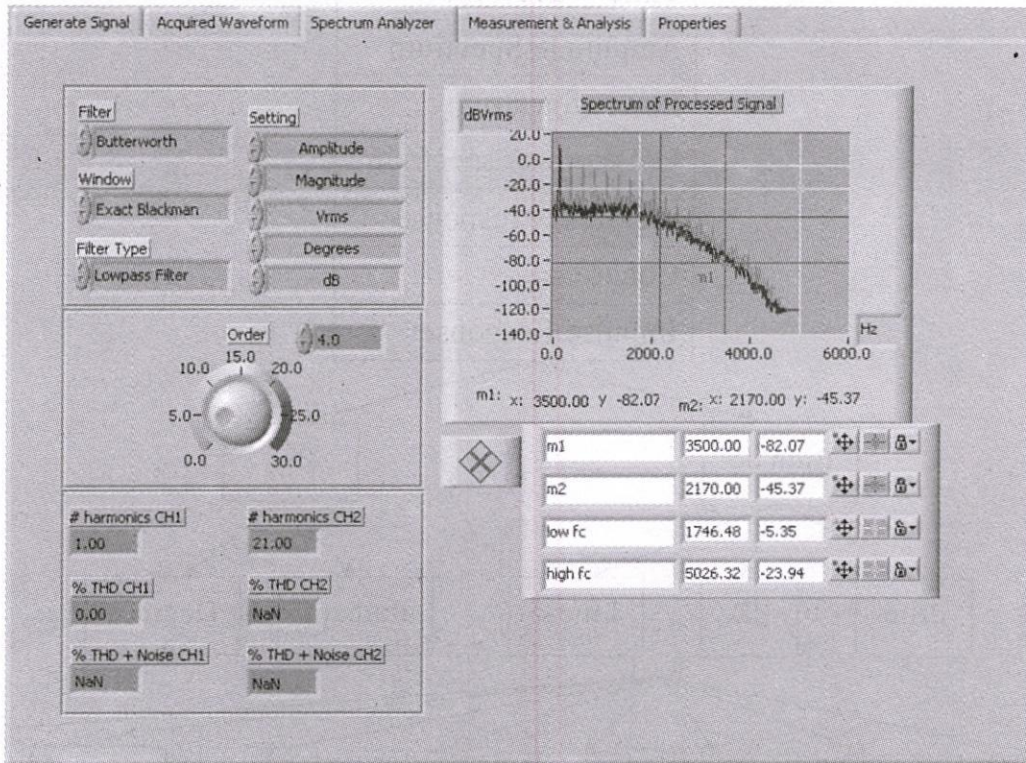 Generate Signal Acquired Waveform Spectrum Analyzer Measurement & Analysis Properties
Filter
Butterworth
Window
Exact Blackman
Filter Type
Lowpass Filter
Setting
Amplitude
Magnitude
Vrms
Degrees
dB
Order
4.0
0.0
5.0
10.0
15.0
20.0
25.0
30.0
# harmonics CH1
1.00
# harmonics CH2
21.00
% THD CH1
0.00
% THD CH2
NaN
% THD + Noise CH1
NaN
% THD + Noise CH2
NaN
dBVrms
Spectrum of Processed Signal
20.0
0.0
-20.0
-40.0
-60.0
-80.0
-100.0
-120.0
-140.0
m1
Hz
0.0 2000.0 4000.0 6000.0
m1: x: 3500.00 y -82.07 m2: x: 2170.00 y: -45.37
m1 3500.00 -82.07
m2 2170.00 -45.37
low fc 1746.48 -5.35
high fc 5026.32 -23.94